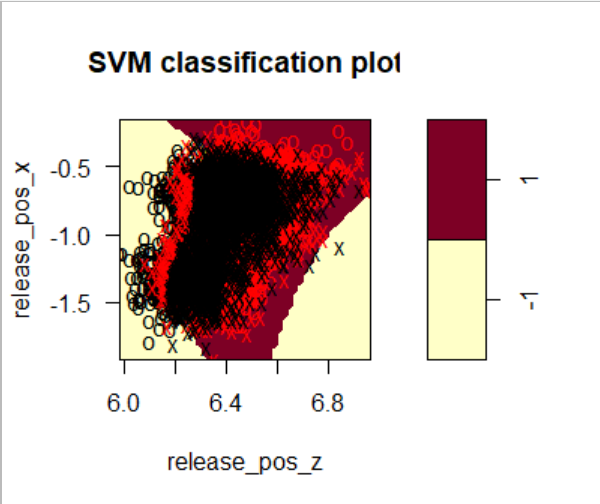 SVM classification plot
release_pos_x
-0.5
-1.0
-1.5
6.0 6.4 6.8
release_pos_z
1
-1